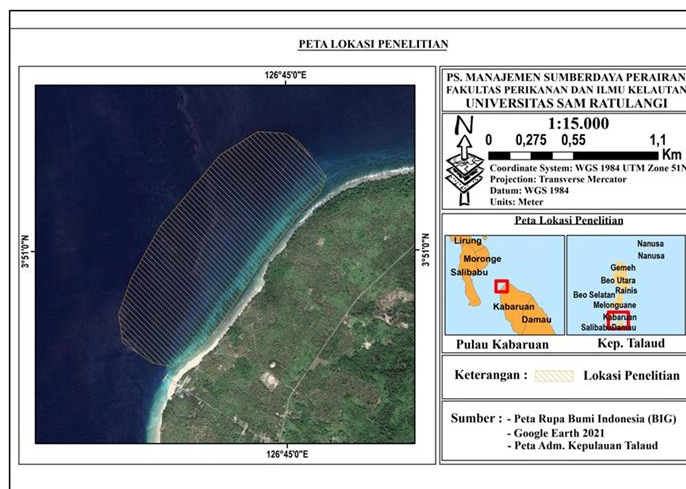 PETA LOKASI PENELITIAN
126°45'0"E
3°51'0"N
3°51'0"N
126°45'0"E
PS. MANAJEMEN SUMBERDAYA PERAIRAN
FAKULTAS PERIKANAN DAN ILMU KELAUTAN
UNIVERSITAS SAM RATULANGI
N
1:15.000
0 0,275 0,55 1,1
Km
Coordinate System: WGS 1984 UTM Zone 51N
Projection: Transverse Mercator
Datum: WGS 1984
Units: Meter
Peta Lokasi Penelitian
Lirung
Moronge
Salibabu
Kabaruan
Damau
Pulau Kabaruan
Nanusa
Nanusa
Gemeh
Beo Utara
Rainis
Beo Selatan
Melonguane
Kabaruan
SalibabuDamau
Kep. Talaud
Keterangan : Lokasi Penelitian
Sumber : - Peta Rupa Bumi Indonesia (BIG)
- Google Earth 2021
- Peta Adm. Kepulauan Talaud